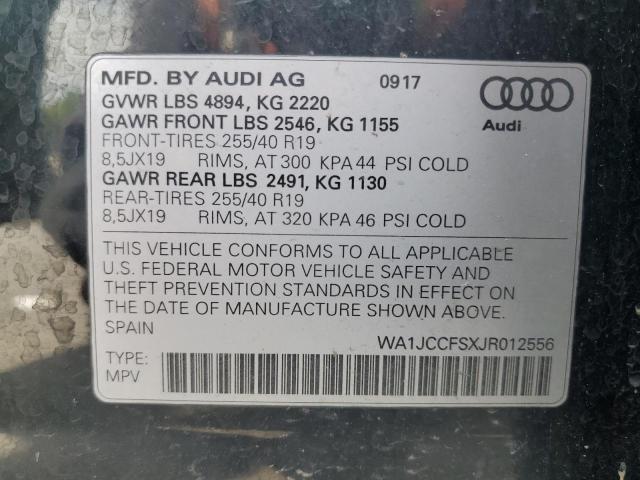 MFD. BY AUDI AG 0917
GVWR LBS 4894, KG 2220
GAWR FRONT LBS 2546, KG 1155
FRONT-TIRES 255/40 R19
8,5JX19 RIMS, AT 300 KPA 44 PSI COLD
GAWR REAR LBS 2491, KG 1130
REAR-TIRES 255/40 R19
8,5JX19 RIMS, AT 320 KPA 46 PSI COLD
Audi
THIS VEHICLE CONFORMS TO ALL APPLICABLE
U.S. FEDERAL MOTOR VEHICLE SAFETY AND
THEFT PREVENTION STANDARDS IN EFFECT ON
THE DATE OF MANUFACTURE SHOWN ABOVE.
SPAIN WA1JCCFSXJR012556
TYPE:
MPV